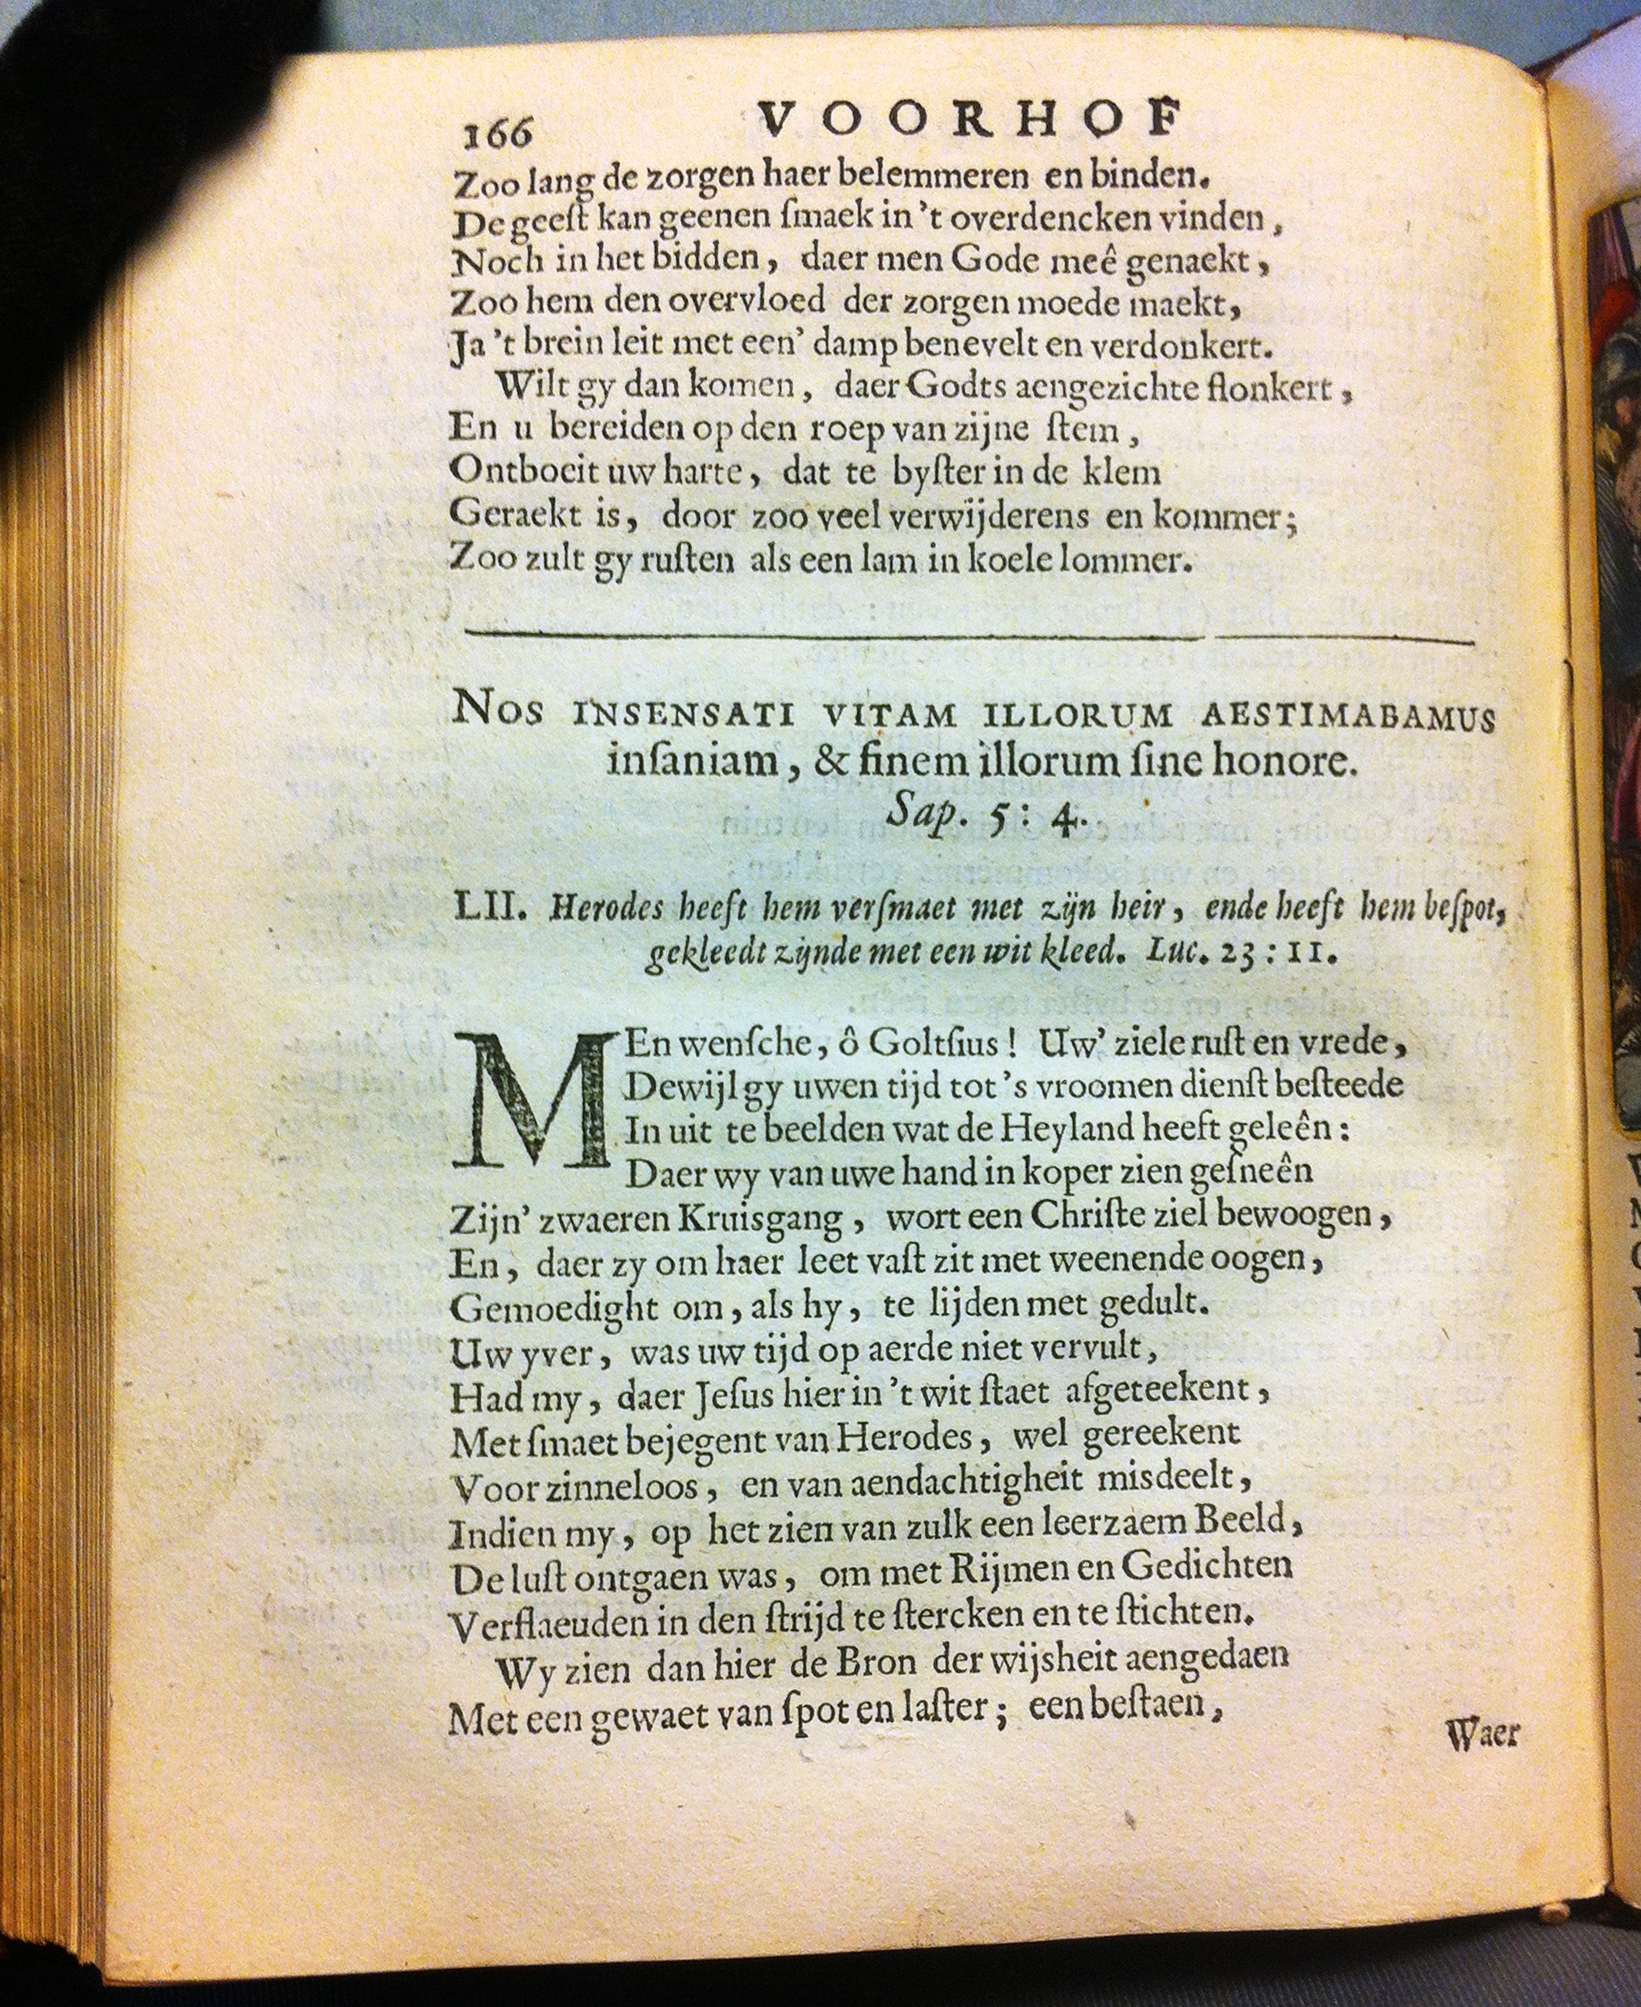 166 VOORHOF
Zoo lang de zorgen haer belemmeren en binden.
De geeſt kan geenen ſmaek in 't overdencken vinden,
Noch in het bidden, daer men Gode meê genaekt,
Zoo hem den overvloed der zorgen moede maekt,
Ja 't brein leit met een' damp benevelt en verdonkert.
Wilt gy dan komen, daer Godts aengezichte flonkert,
En u bereiden op den roep van zijne ſtem,
Ontboeit uw harte, dat te byſter in de klem
Geraekt is, door zoo veel verwijderens en kommer;
Zoo zult gy ruſten als een lam in koele lommer.
NOS INSENSATI VITAM ILLORUM AESTIMABAMUS
inſaniam, & finem illorum ſine honore.
Sap. 5: 4.
LII. Herodes heeft hem verſmaet met zijn heir, ende heeft hem beſpot,
gekleedt zijnde met een wit kleed. Luc. 23: 11.
MEn wenſche, ô Goltſius! Uw' ziele ruſt en vrede,
Dewijl gy uwen tijd tot 's vroomen dienſt beſteede
In uit te beelden wat de Heyland heeft geleên:
Daer wy van uwe hand in koper zien geſneên
Zijn' zwaeren Kruisgang, wort een Chriſte ziel bewoogen,
En, daer zy om haer leet vaſt zit met weenende oogen,
Gemoedight om, als hy, te lijden met gedult.
Uw yver, was uw tijd op aerde niet vervult,
Had my, daer Jeſus hier in 't wit ſtaet afgeteekent,
Met ſmaet bejegent van Herodes, wel gereekent
Voor zinneloos, en van aendachtigheit misdeelt,
Indien my, op het zien van zulk een leerzaem Beeld,
De luſt ontgaen was, om met Rijmen en Gedichten
Verflaeuden in den ſtrijd te ſtercken en te ſtichten.
Wy zien dan hier de Bron der wijsheit aengedaen
Met een gewaet van ſpot en laſter; een beſtaen,
Waer